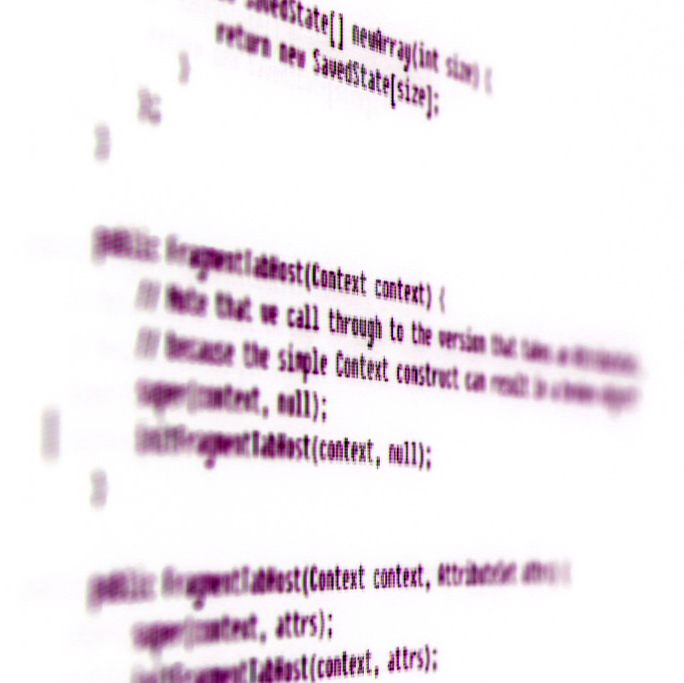 SavedState[] newArray(int size) {
return new SavedState[size];
}
};
}
public FragmentTabHost(Context context) {
// Note that we call through to the version that takes an AttributeSet,
// because the simple Context construct can result in a broken object!
super(context, null);
initFragmentTabHost(context, null);
}
public FragmentTabHost(Context context, AttributeSet attrs) {
super(context, attrs);
initFragmentTabHost(context, attrs);